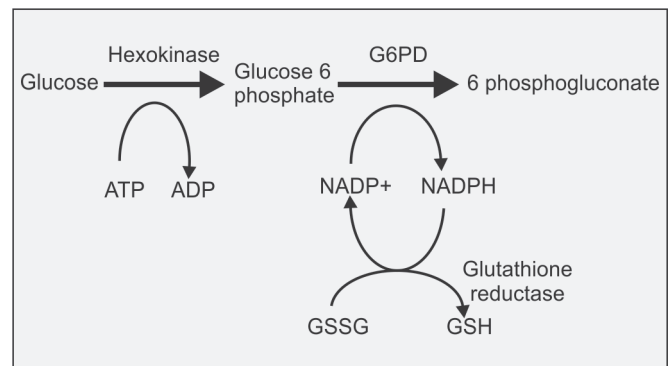 Hexokinase
G6PD
Glucose
Glucose 6
phosphate
6 phosphogluconate
ATP
ADP
NADP+
NADPH
Glutathione
reductase
GSSG
GSH